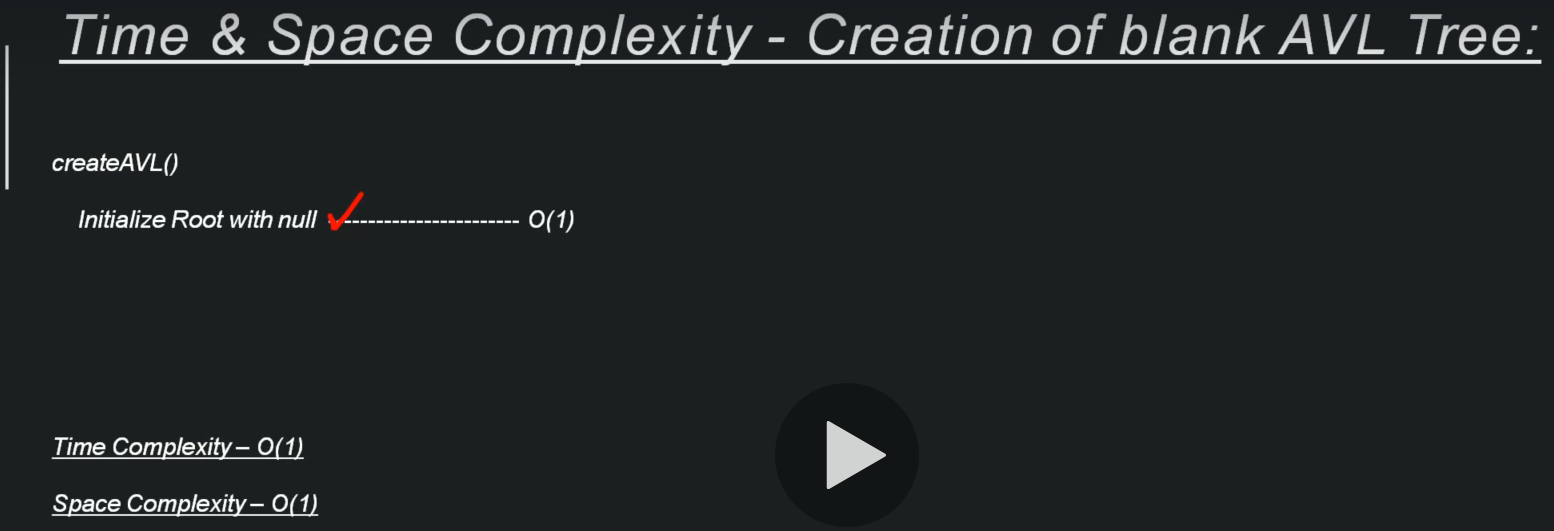 Time & Space Complexity - Creation of blank AVL Tree:
createAVL()
Initialize Root with null ------------------------ O(1)
Time Complexity – O(1)
Space Complexity – O(1)